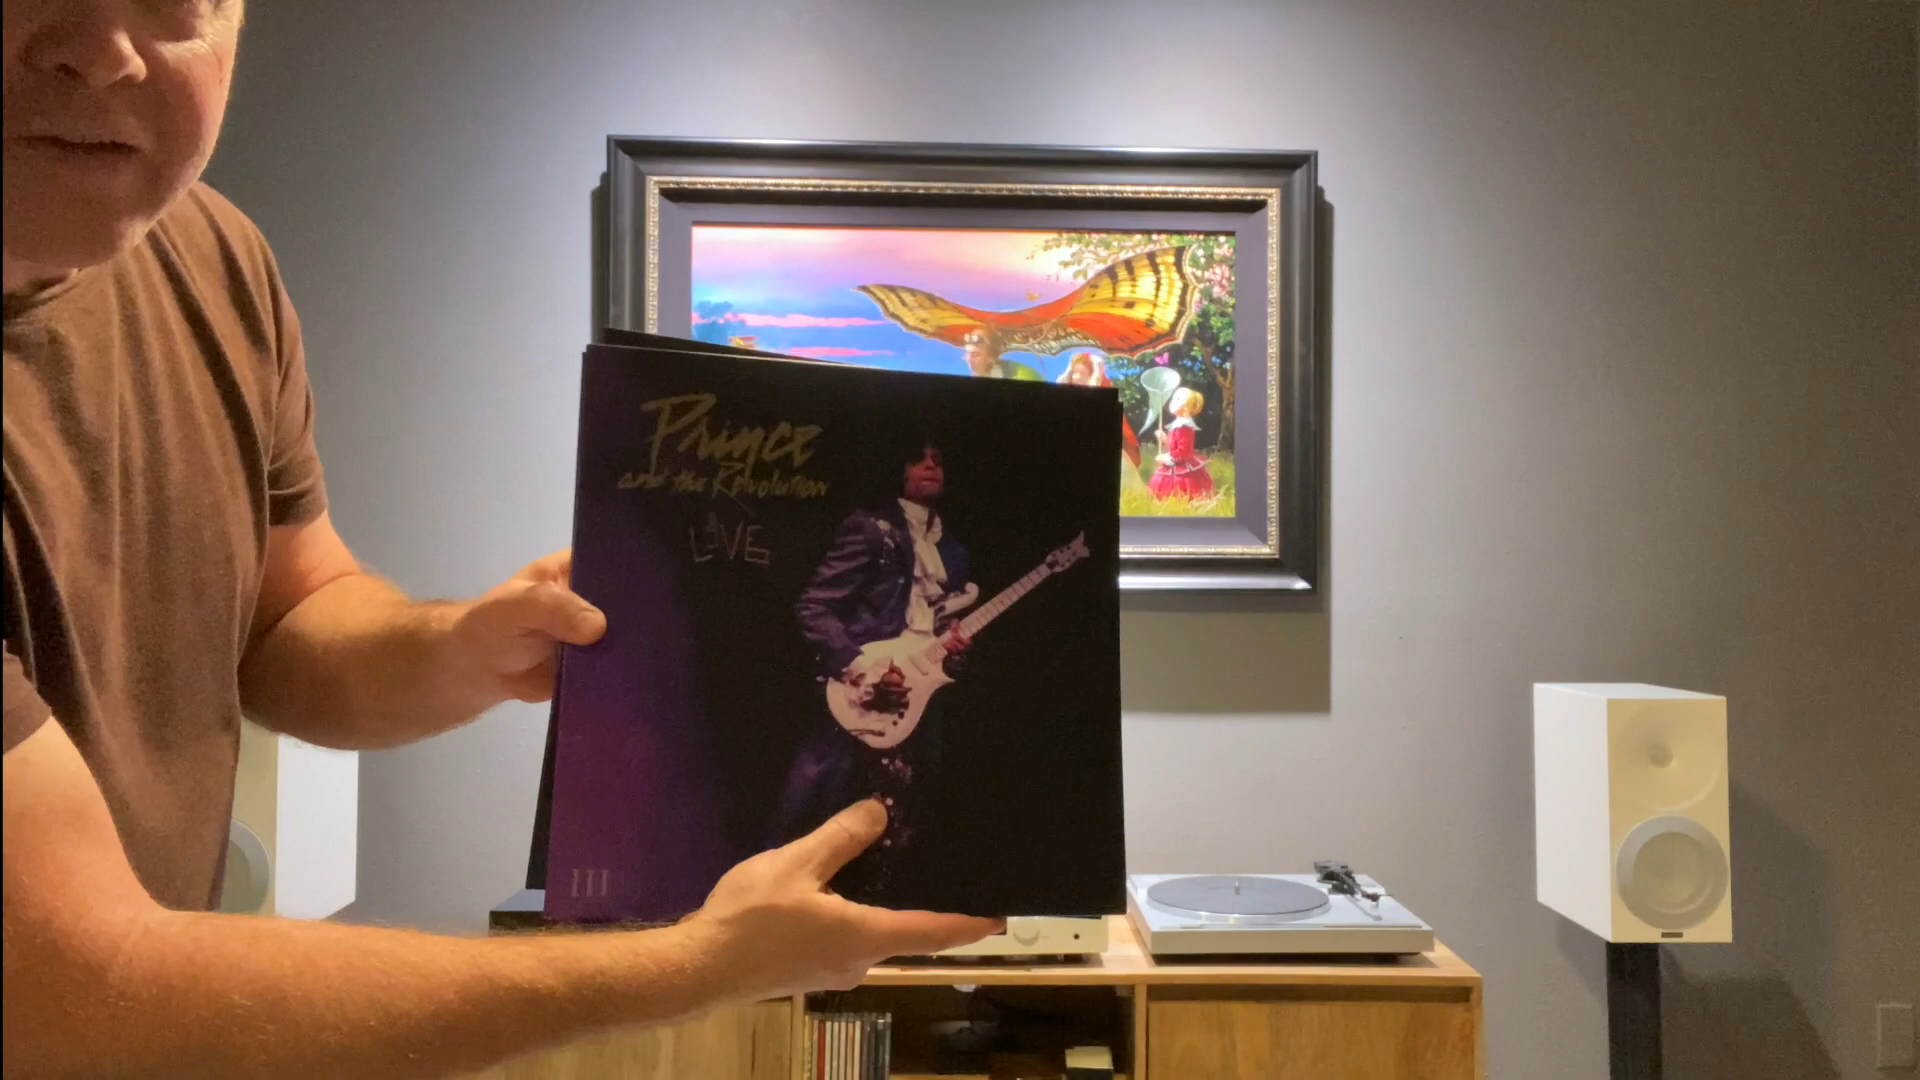 Prince
and the Revolution
LIVE
III